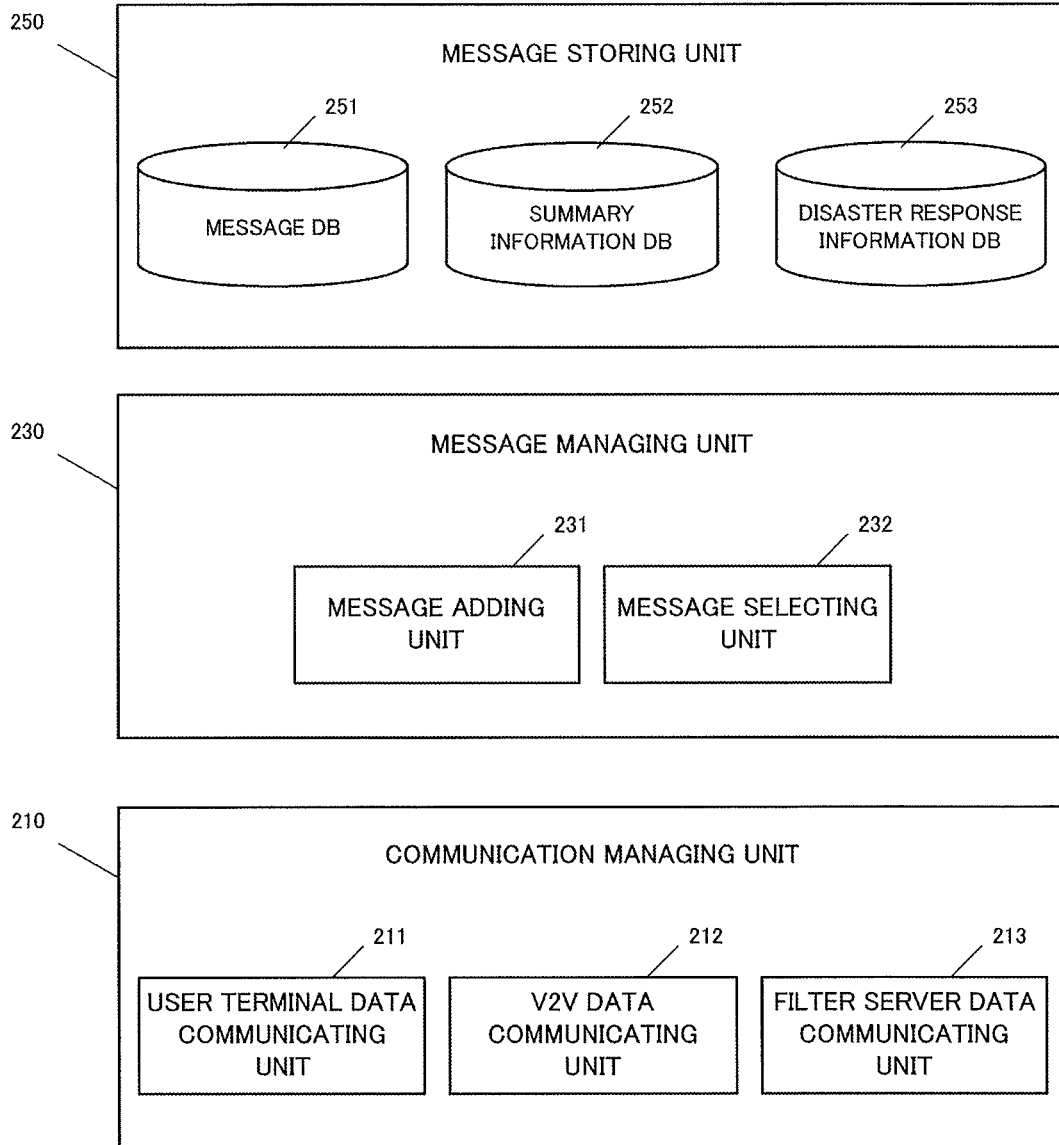 250
MESSAGE STORING UNIT
251
252
253
MESSAGE DB
SUMMARY
INFORMATION DB
DISASTER RESPONSE
INFORMATION DB
230
MESSAGE MANAGING UNIT
231
232
MESSAGE ADDING
UNIT
MESSAGE SELECTING
UNIT
210
COMMUNICATION MANAGING UNIT
211
212
213
USER TERMINAL DATA
COMMUNICATING
UNIT
V2V DATA
COMMUNICATING
UNIT
FILTER SERVER DATA
COMMUNICATING
UNIT